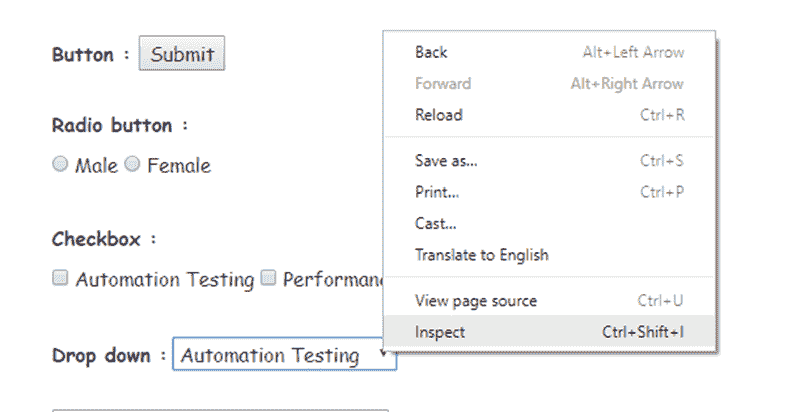 Button : Submit
Radio button :
Male Female
Checkbox :
Automation Testing
Drop down : Automation Testing
Back Alt+Left Arrow
Forward Alt+Right Arrow
Reload Ctrl+R
Save as... Ctrl+S
Print... Ctrl+P
Cast...
Translate to English
View page source Ctrl+U
Inspect Ctrl+Shift+I